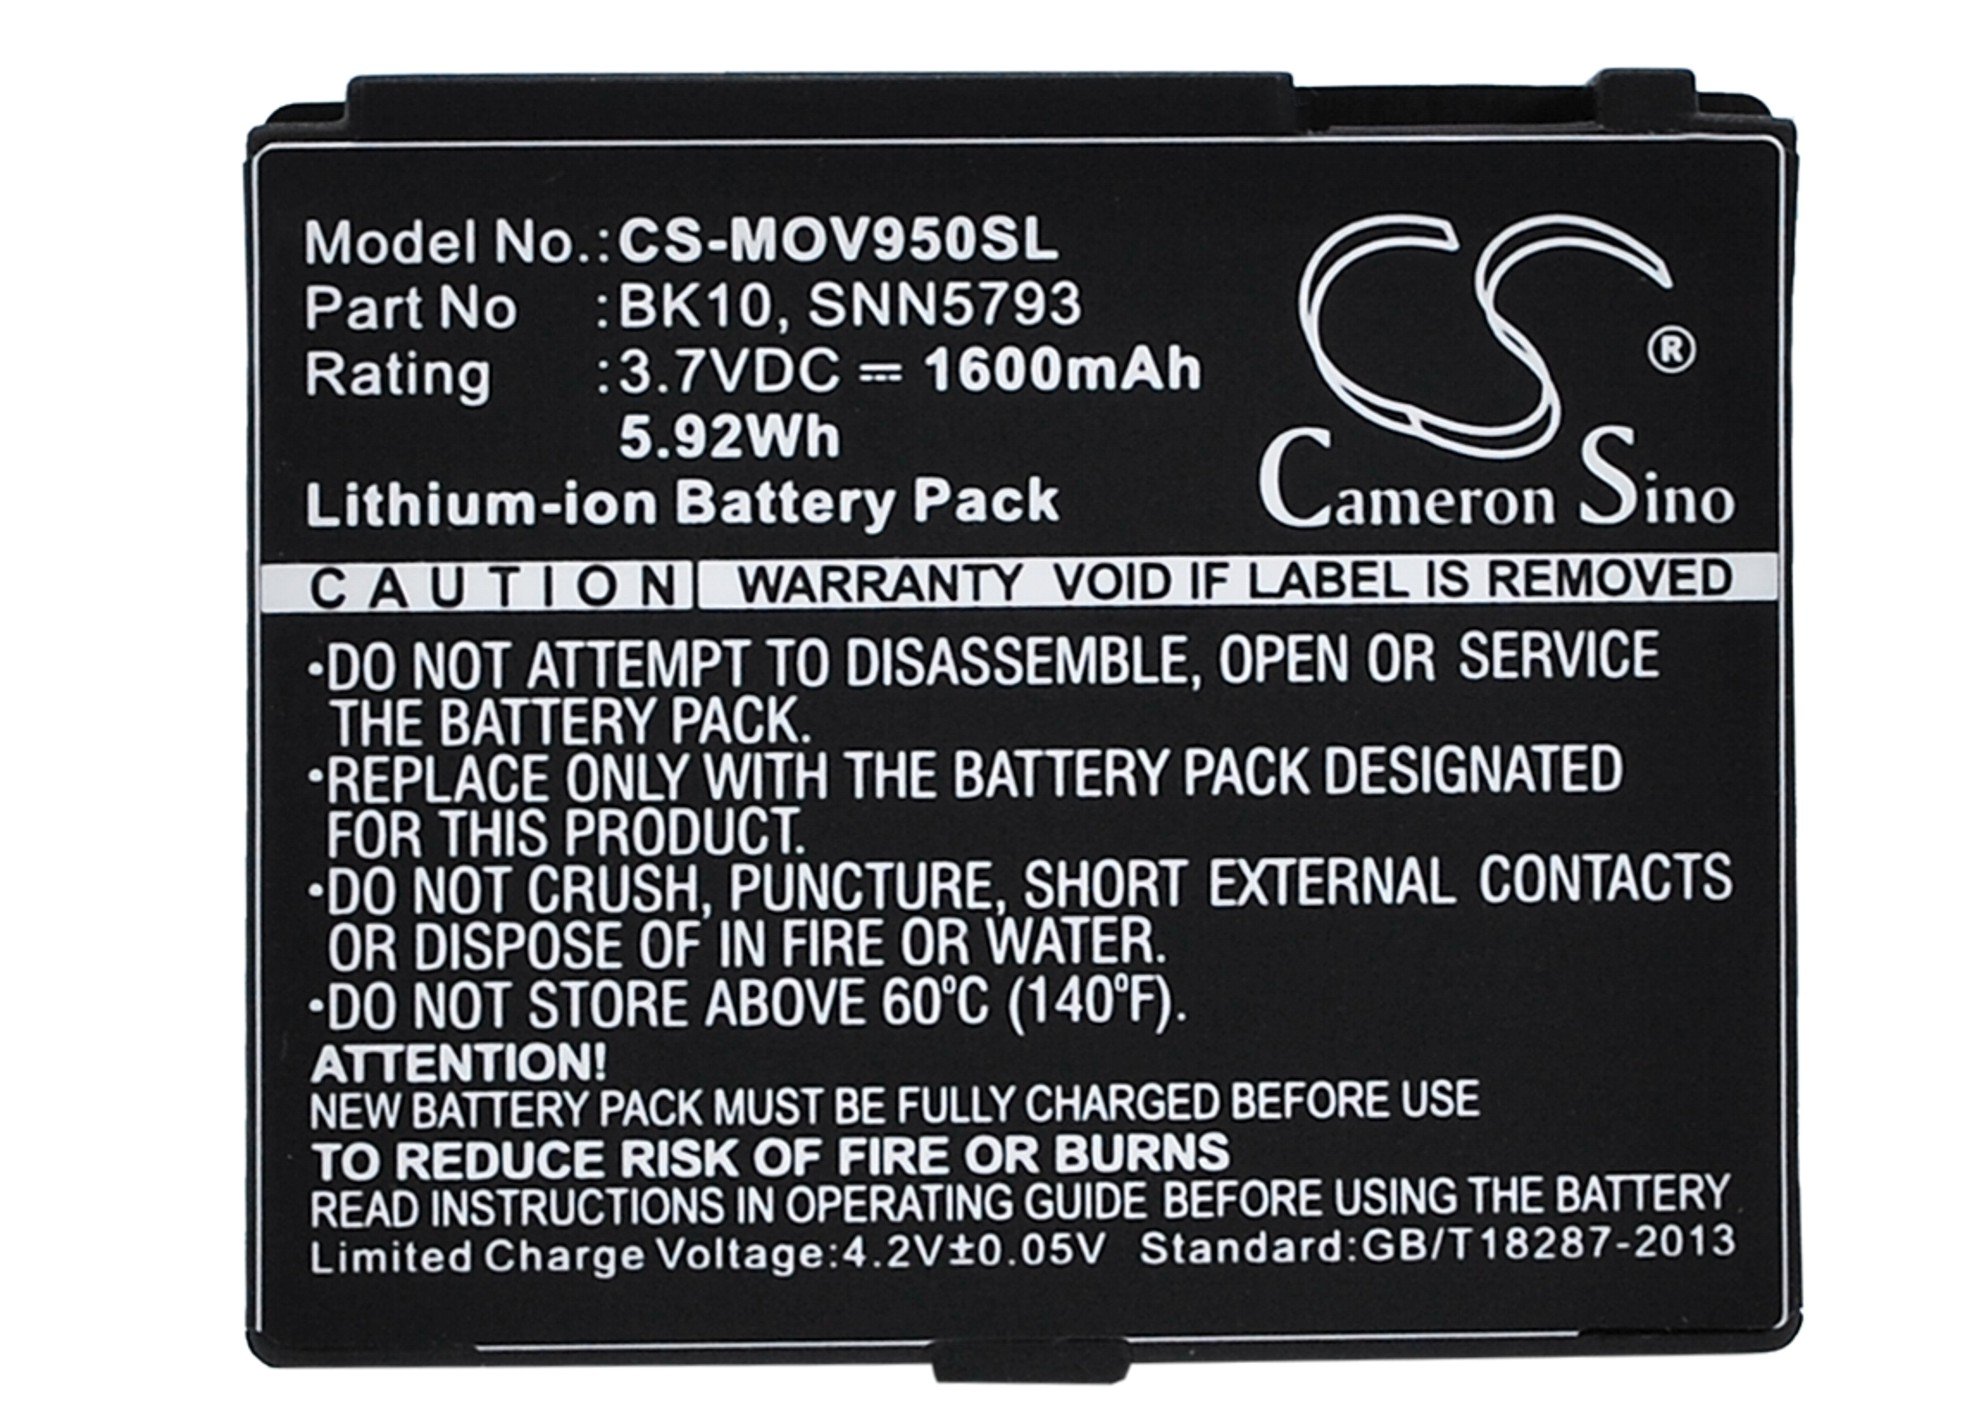 Model No.:CS-MOV950SL
Part No :BK10, SNN5793
Rating :3.7VDC ⎓ 1600mAh
5.92Wh
Lithium-ion Battery Pack
CS ®
Cameron Sino
CAUTION WARRANTY VOID IF LABEL IS REMOVED
•DO NOT ATTEMPT TO DISASSEMBLE, OPEN OR SERVICE
THE BATTERY PACK.
•REPLACE ONLY WITH THE BATTERY PACK DESIGNATED
FOR THIS PRODUCT.
•DO NOT CRUSH, PUNCTURE, SHORT EXTERNAL CONTACTS
OR DISPOSE OF IN FIRE OR WATER.
•DO NOT STORE ABOVE 60°C (140°F).
ATTENTION!
NEW BATTERY PACK MUST BE FULLY CHARGED BEFORE USE
TO REDUCE RISK OF FIRE OR BURNS
READ INSTRUCTIONS IN OPERATING GUIDE BEFORE USING THE BATTERY
Limited Charge Voltage:4.2V±0.05V Standard:GB/T18287-2013